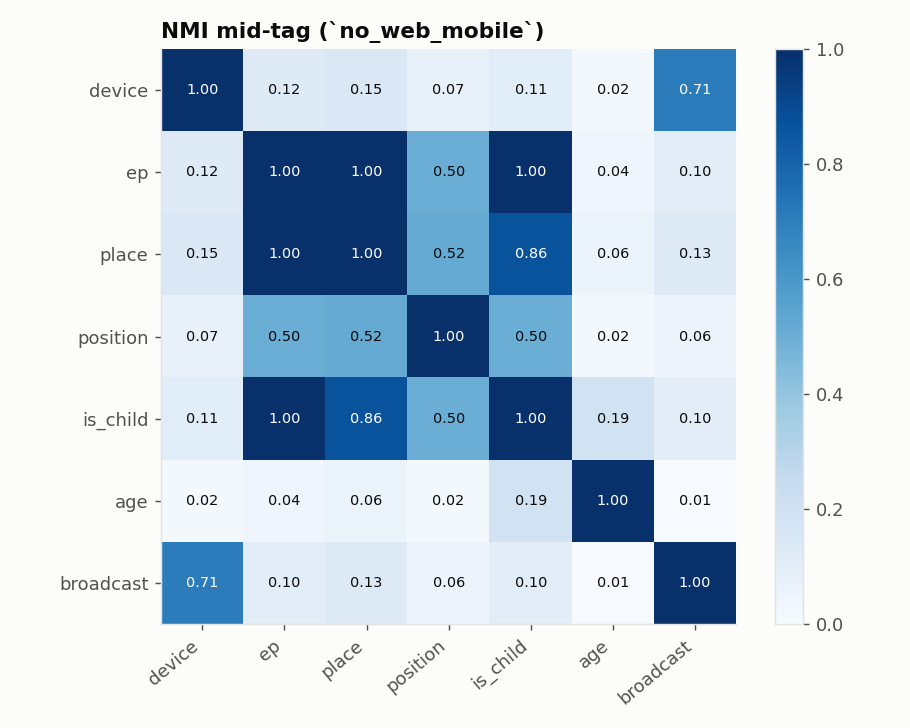 NMI mid-tag (`no_web_mobile`)
device 1.00 0.12 0.15 0.07 0.11 0.02 0.71
ep 0.12 1.00 1.00 0.50 1.00 0.04 0.10
place 0.15 1.00 1.00 0.52 0.86 0.06 0.13
position 0.07 0.50 0.52 1.00 0.50 0.02 0.06
is_child 0.11 1.00 0.86 0.50 1.00 0.19 0.10
age 0.02 0.04 0.06 0.02 0.19 1.00 0.01
broadcast 0.71 0.10 0.13 0.06 0.10 0.01 1.00
device ep place position is_child age broadcast
1.0
0.8
0.6
0.4
0.2
0.0